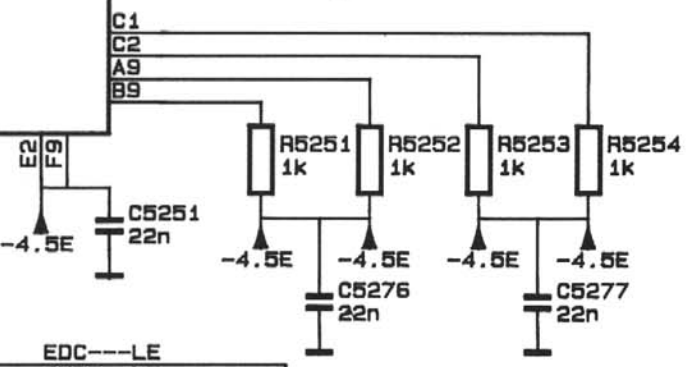 C1
C2
A9
B9
E2
F9
R5251
1k
R5252
1k
R5253
1k
R5254
1k
C5251
22n
-4.5E
-4.5E
-4.5E
-4.5E
-4.5E
C5276
22n
C5277
22n
EDC---LE